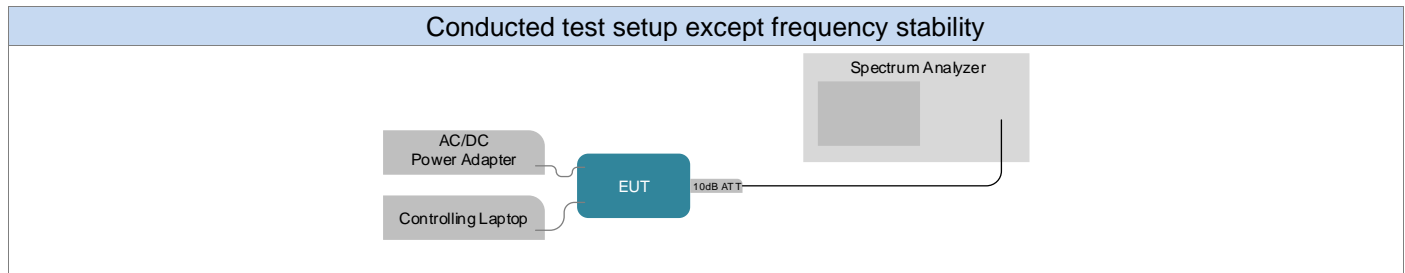 Conducted test setup except frequency stability
Spectrum Analyzer
AC/DC
Power Adapter
EUT
10dB ATT
Controlling Laptop